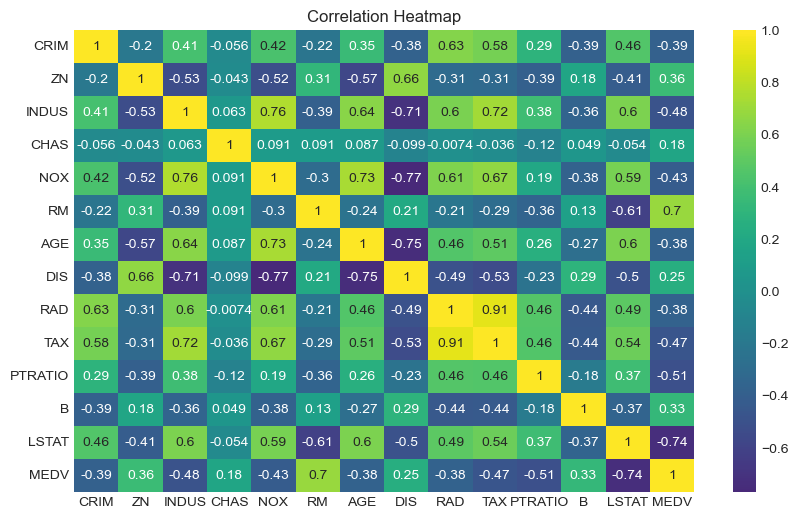 Correlation Heatmap
CRIM 1 -0.2 0.41 -0.056 0.42 -0.22 0.35 -0.38 0.63 0.58 0.29 -0.39 0.46 -0.39
ZN -0.2 1 -0.53 -0.043 -0.52 0.31 -0.57 0.66 -0.31 -0.31 -0.39 0.18 -0.41 0.36
INDUS 0.41 -0.53 1 0.063 0.76 -0.39 0.64 -0.71 0.6 0.72 0.38 -0.36 0.6 -0.48
CHAS -0.056 -0.043 0.063 1 0.091 0.091 0.087 -0.099 -0.0074 -0.036 -0.12 0.049 -0.054 0.18
NOX 0.42 -0.52 0.76 0.091 1 -0.3 0.73 -0.77 0.61 0.67 0.19 -0.38 0.59 -0.43
RM -0.22 0.31 -0.39 0.091 -0.3 1 -0.24 0.21 -0.21 -0.29 -0.36 0.13 -0.61 0.7
AGE 0.35 -0.57 0.64 0.087 0.73 -0.24 1 -0.75 0.46 0.51 0.26 -0.27 0.6 -0.38
DIS -0.38 0.66 -0.71 -0.099 -0.77 0.21 -0.75 1 -0.49 -0.53 -0.23 0.29 -0.5 0.25
RAD 0.63 -0.31 0.6 -0.0074 0.61 -0.21 0.46 -0.49 1 0.91 0.46 -0.44 0.49 -0.38
TAX 0.58 -0.31 0.72 -0.036 0.67 -0.29 0.51 -0.53 0.91 1 0.46 -0.44 0.54 -0.47
PTRATIO 0.29 -0.39 0.38 -0.12 0.19 -0.36 0.26 -0.23 0.46 0.46 1 -0.18 0.37 -0.51
B -0.39 0.18 -0.36 0.049 -0.38 0.13 -0.27 0.29 -0.44 -0.44 -0.18 1 -0.37 0.33
LSTAT 0.46 -0.41 0.6 -0.054 0.59 -0.61 0.6 -0.5 0.49 0.54 0.37 -0.37 1 -0.74
MEDV -0.39 0.36 -0.48 0.18 -0.43 0.7 -0.38 0.25 -0.38 -0.47 -0.51 0.33 -0.74 1
CRIM ZN INDUS CHAS NOX RM AGE DIS RAD TAX PTRATIO B LSTAT MEDV
1.0
0.8
0.6
0.4
0.2
0.0
-0.2
-0.4
-0.6